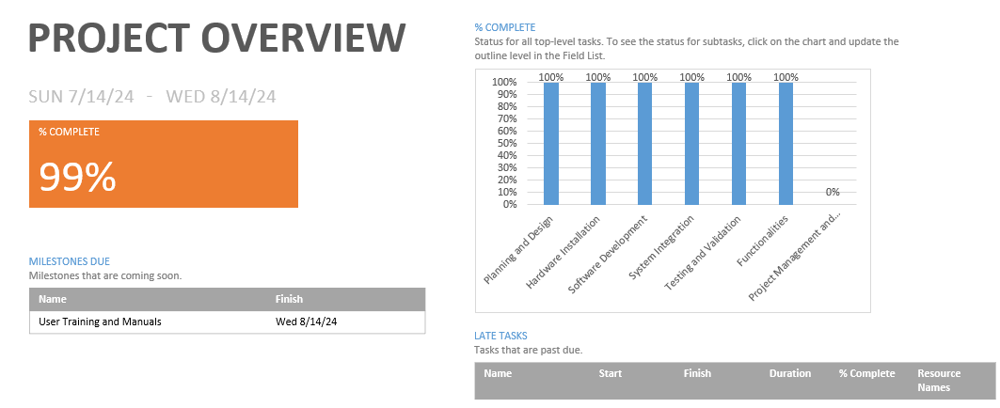 PROJECT OVERVIEW
SUN 7/14/24 - WED 8/14/24
% COMPLETE
99%
MILESTONES DUE
Milestones that are coming soon.
Name Finish
User Training and Manuals Wed 8/14/24
% COMPLETE
Status for all top-level tasks. To see the status for subtasks, click on the chart and update the
outline level in the Field List.
100% 100% 100% 100% 100% 100%
100%
90%
80%
70%
60%
50%
40%
30%
20%
10%
0%
0%
Planning and Design
Hardware Installation
Software Development
System Integration
Testing and Validation
Functionalities
Project Management and...
LATE TASKS
Tasks that are past due.
Name Start Finish Duration % Complete Resource
Names